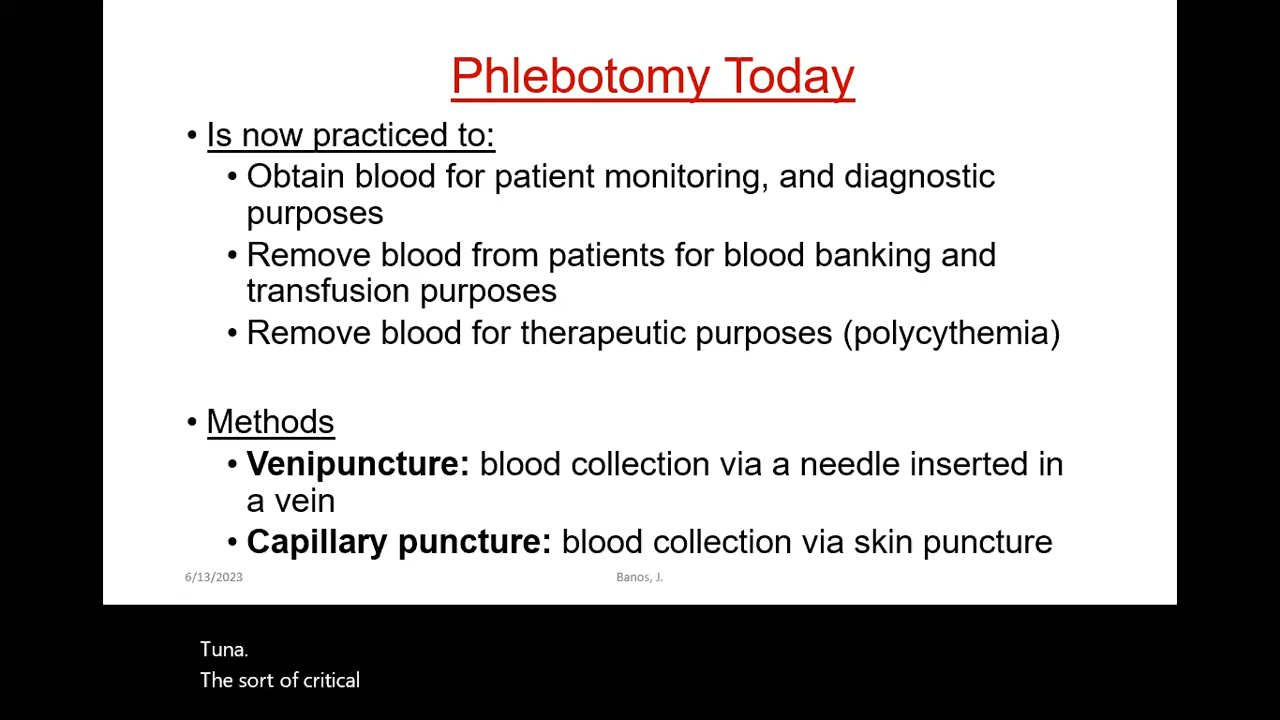 Phlebotomy Today
• Is now practiced to:
• Obtain blood for patient monitoring, and diagnostic
purposes
• Remove blood from patients for blood banking and
transfusion purposes
• Remove blood for therapeutic purposes (polycythemia)
• Methods
• Venipuncture: blood collection via a needle inserted in
a vein
• Capillary puncture: blood collection via skin puncture
6/13/2023
Banos, J.
Tuna.
The sort of critical